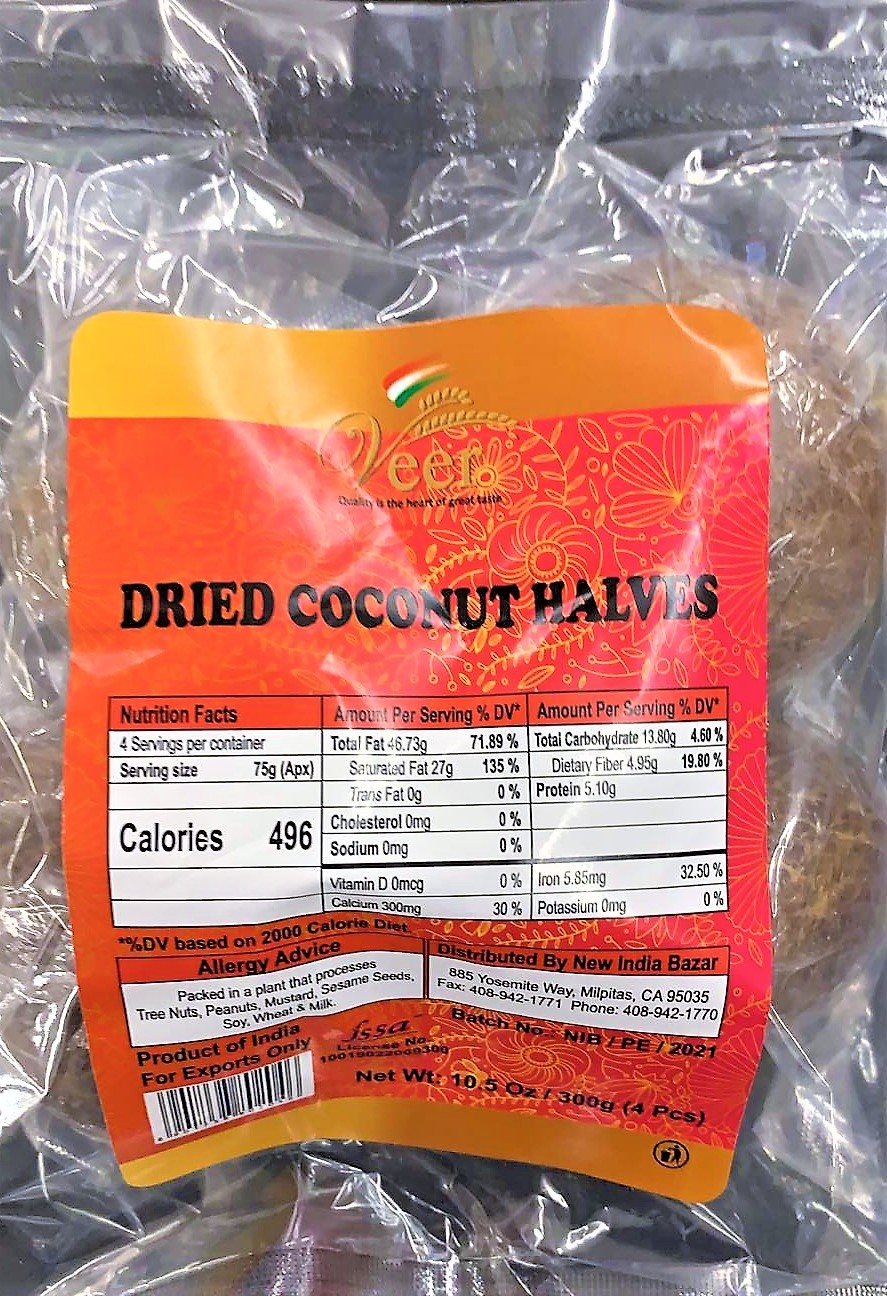 Veer
Quality is the heart of great taste
DRIED COCONUT HALVES
Nutrition Facts
4 Servings per container
Serving size 75g (Apx)
Calories 496
Amount Per Serving % DV*
Total Fat 46.73g 71.89 %
Saturated Fat 27g 135 %
Trans Fat 0g 0 %
Cholesterol 0mg 0 %
Sodium 0mg 0 %
Vitamin D 0mcg 0 %
Calcium 300mg 30 %
Amount Per Serving % DV*
Total Carbohydrate 13.80g 4.60 %
Dietary Fiber 4.95g 19.80 %
Protein 5.10g
Iron 5.85mg 32.50 %
Potassium 0mg 0 %
*%DV based on 2000 Calorie Diet.
Allergy Advice
Packed in a plant that processes
Tree Nuts, Peanuts, Mustard, Sesame Seeds,
Soy, Wheat & Milk.
Distributed By New India Bazar
885 Yosemite Way, Milpitas, CA 95035
Fax: 408-942-1771 Phone: 408-942-1770
Product of India
For Exports Only
fssa
License No.
Batch No.- NIB / PE / 2021
Net Wt: 10.5 Oz / 300g (4 Pcs)